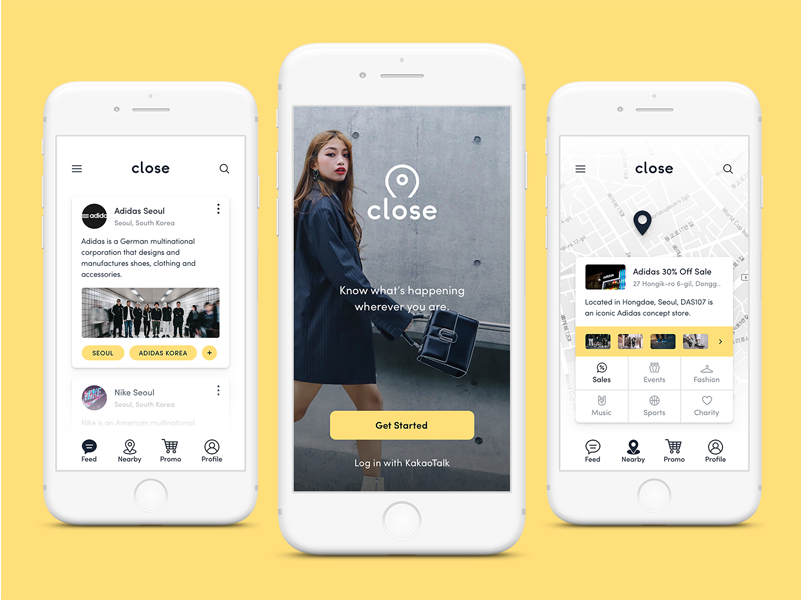 close
Adidas Seoul
Seoul, South Korea
Adidas is a German multinational
corporation that designs and
manufactures shoes, clothing and
accessories.
SEOUL
ADIDAS KOREA
+
Nike Seoul
Seoul, South Korea
Nike is an American multinational
Feed
Nearby
Promo
Profile
close
Know what's happening
wherever you are.
Get Started
Log in with KakaoTalk
close
Adidas 30% Off Sale
27 Hongik-ro 6-gil, Dongg..
Located in Hongdae, Seoul, DAS107 is
an iconic Adidas concept store.
Sales
Events
Fashion
Music
Sports
Charity
Feed
Nearby
Promo
Profile